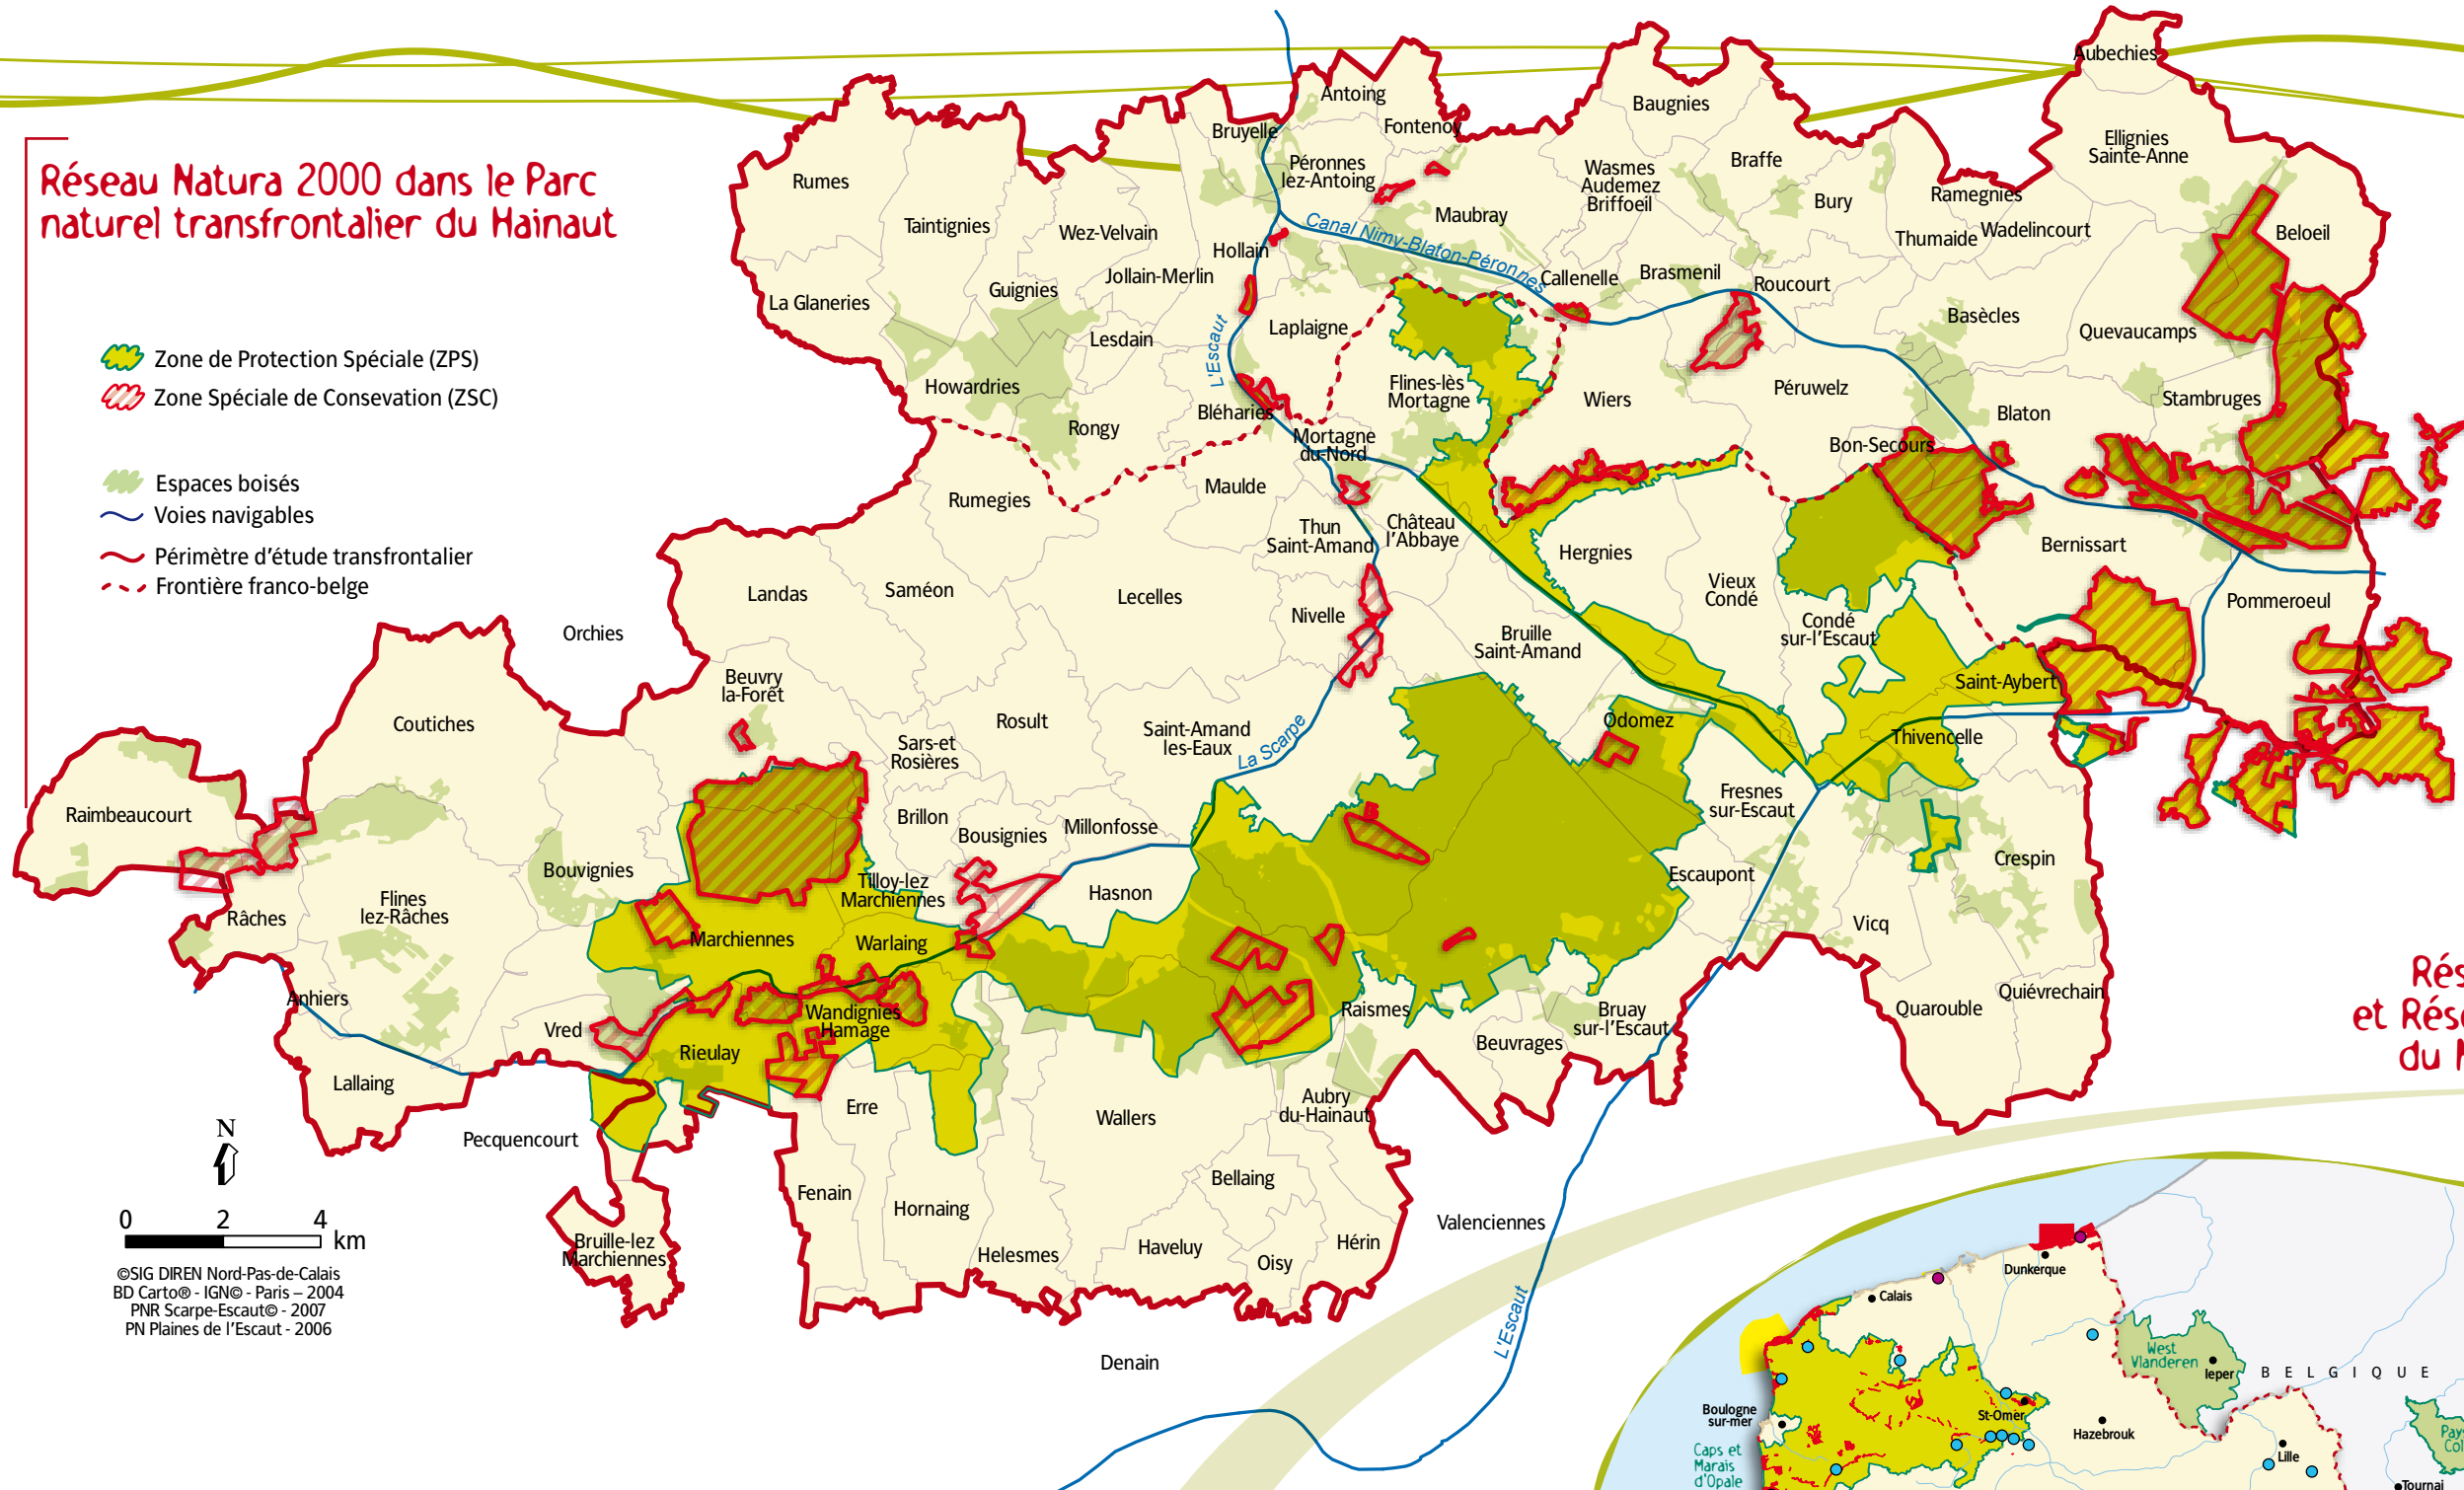 Réseau Natura 2000 dans le Parc
naturel transfrontalier du Hainaut
Zone de Protection Spéciale (ZPS)
Zone Spéciale de Consevation (ZSC)
Espaces boisés
Voies navigables
Périmètre d'étude transfrontalier
Frontière franco-belge
Aubechies
Antoing
Baugnies
Bruyelle
Fontenoy
Ellignies
Sainte-Anne
Péronnes
lez-Antoing
Wasmes
Audemez
Briffoeil
Braffe
Rumes
Bury
Ramegnies
Maubray
Taintignies
Wez-Velvain
Canal Nimy-Blaton-Péronnes
Thumaide
Wadelincourt
Beloeil
Hollain
Jollain-Merlin
Callenelle
Brasmenil
Roucourt
Guignies
La Glaneries
Laplaigne
Basècles
Quevaucamps
Lesdain
L'Escaut
Howardries
Flines-lès
Mortagne
Wiers
Péruwelz
Stambruges
Bléharies
Blaton
Rongy
Mortagne
du-Nord
Bon-Secours
Maulde
Rumegies
Thun
Saint-Amand
Château
l'Abbaye
Hergnies
Bernissart
Landas
Saméon
Lecelles
Vieux
Condé
Nivelle
Pommeroeul
Orchies
Bruille
Saint-Amand
Condé
sur-l'Escaut
Beuvry
la-Forêt
Saint-Aybert
Coutiches
Rosult
Saint-Amand
les-Eaux
La Scarpe
Odomez
Thivencelle
Sars-et
Rosières
Fresnes
sur-Escaut
Raimbeaucourt
Brillon
Bousignies
Millonfosse
Crespin
Bouvignies
Tilloy-lez
Marchiennes
Hasnon
Escaupont
Flines
lez-Râches
Râches
Vicq
Marchiennes
Warlaing
Anhiers
Quiévrechain
Quarouble
Raismes
Wandignies
Hamage
Bruay
sur-l'Escaut
Vred
Beuvrages
Rieulay
Lallaing
Erre
Wallers
Aubry
du-Hainaut
Pecquencourt
Bellaing
Fenain
Hornaing
Valenciennes
Bruille-lez
Marchiennes
Helesmes
Haveluy
Oisy
Hérin
Denain
L'Escaut
N
0 2 4
km
©SIG DIREN Nord-Pas-de-Calais
BD Carto® - IGN© - Paris – 2004
PNR Scarpe-Escaut© - 2007
PN Plaines de l'Escaut - 2006
Rés
et Rés
du
Dunkerque
Calais
West
Vlanderen
Ieper
BELGIQUE
Boulogne
sur-mer
St-Omer
Hazebrouk
Caps et
Marais
d'Opale
Lille
Pay
Col
Tournai